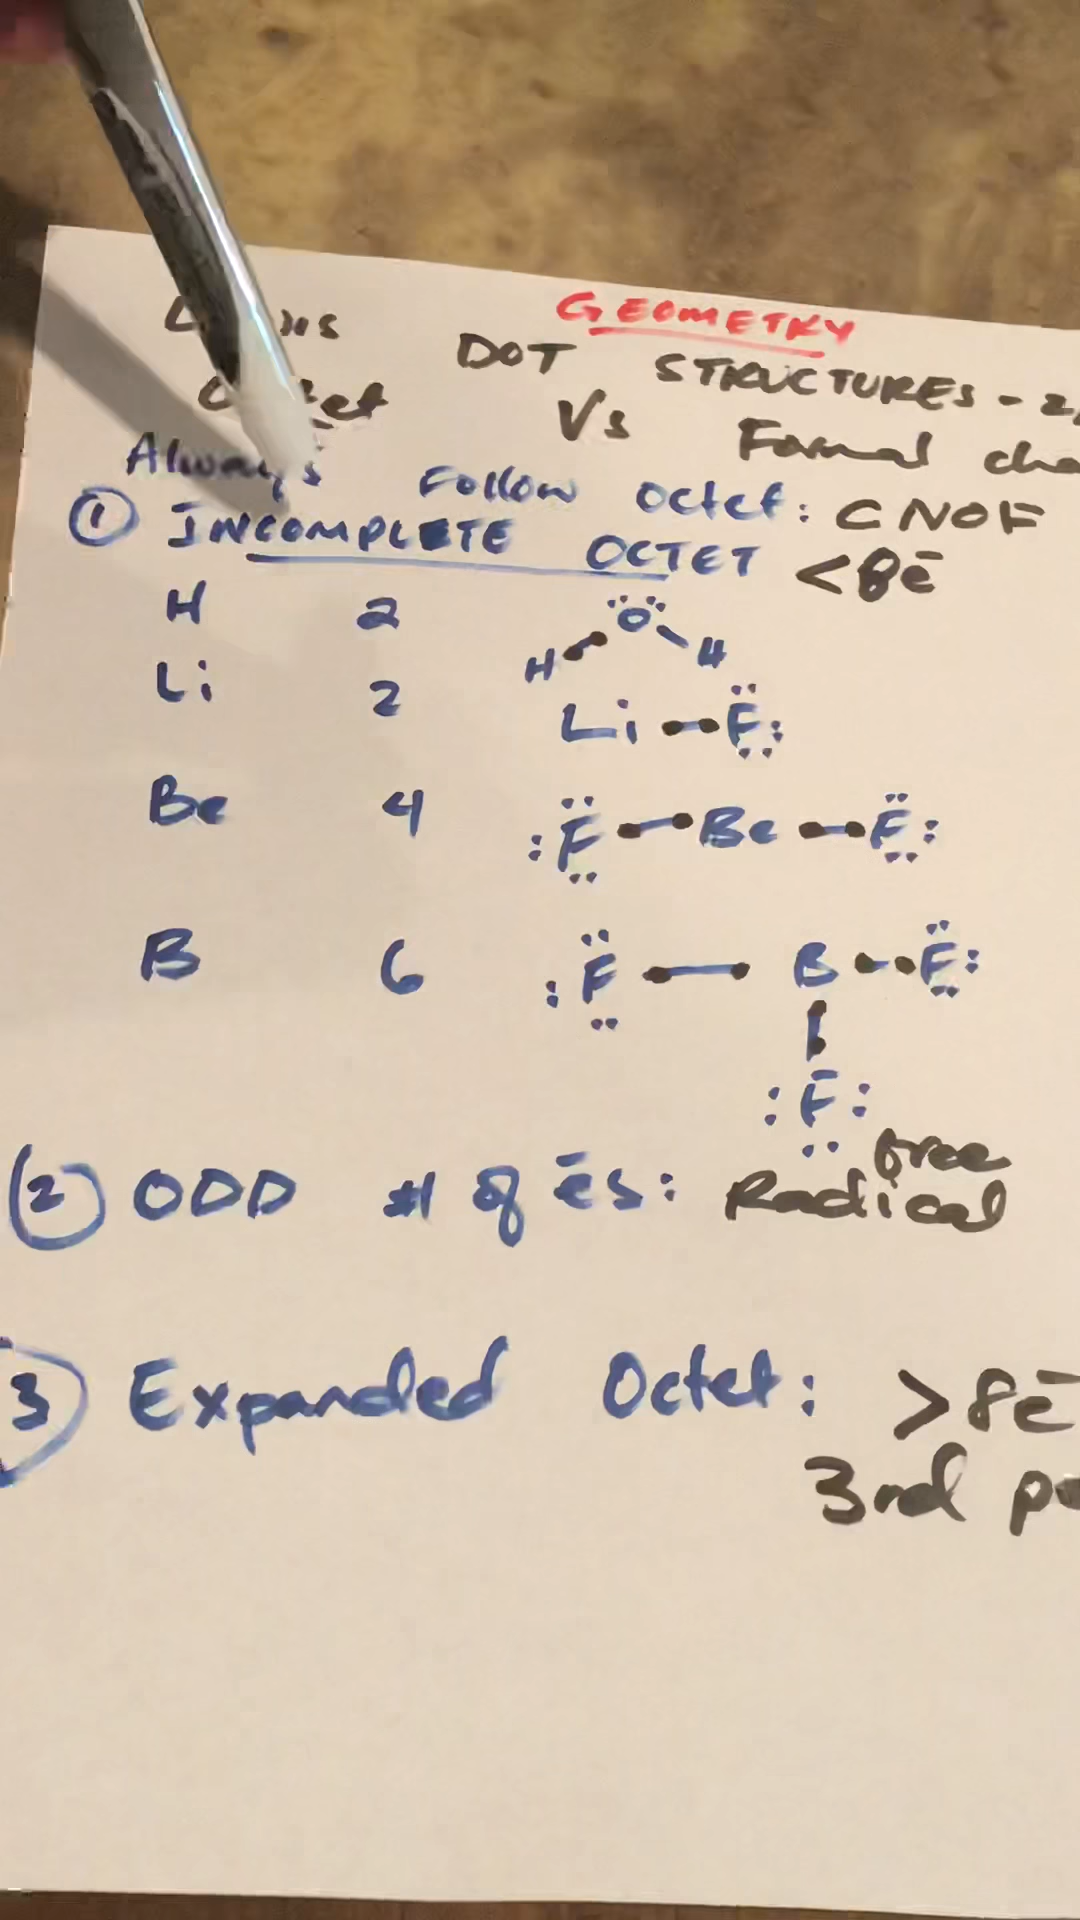 GEOMETRY
DOT STRUCTURES - 2
Vs Formal
Always Follow Octet: CNOF
① INCOMPLETE OCTET <8ē
H 2 H O H
Li 2 Li F
Be 4 F Be F
B 6 F B F
F
② ODD # of ēs: free Radical
3 Expanded Octet: >8ē
3rd